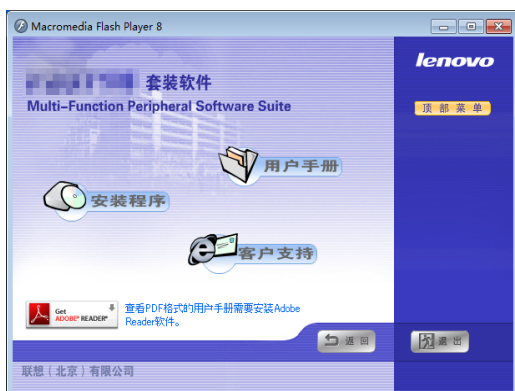 Macromedia Flash Player 8
lenovo
套装软件
Multi-Function Peripheral Software Suite
顶部菜单
用户手册
安装程序
客户支持
Get
ADOBE® READER®
查看PDF格式的用户手册需要安装Adobe
Reader软件。
返回
退出
联想（北京）有限公司